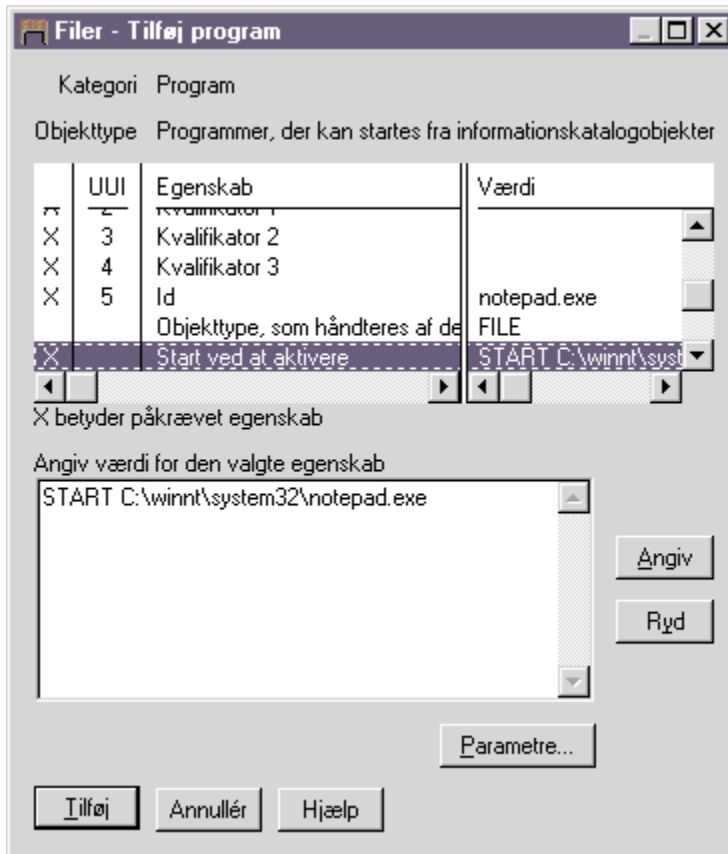 Filer - Tilføj program
Kategori Program
Objekttype Programmer, der kan startes fra informationskatalogobjekter
UUI Egenskab Værdi
X 3 Kvalifikator 2
X 4 Kvalifikator 3
X 5 Id notepad.exe
Objekttype, som håndteres af de FILE
X Start ved at aktivere START C:\winnt\syst
X betyder påkrævet egenskab
Angiv værdi for den valgte egenskab
START C:\winnt\system32\notepad.exe
Angiv
Ryd
Parametre...
Tilføj Annullér Hjælp